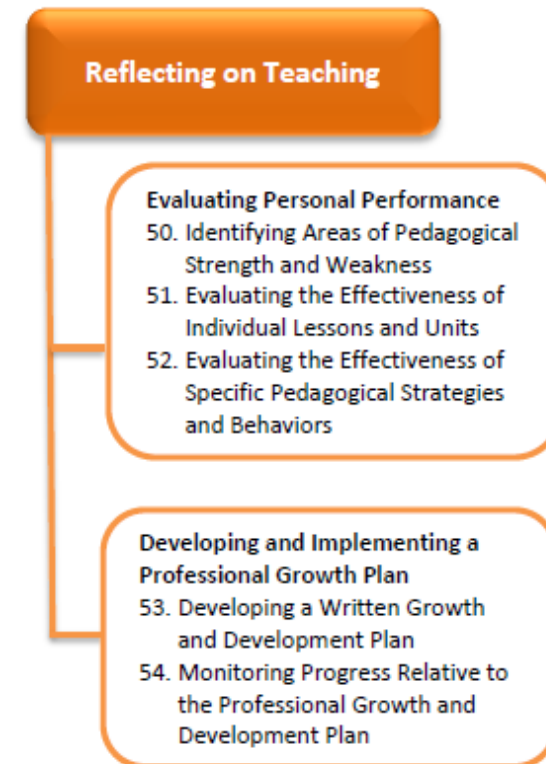 Reflecting on Teaching
Evaluating Personal Performance
50. Identifying Areas of Pedagogical
Strength and Weakness
51. Evaluating the Effectiveness of
Individual Lessons and Units
52. Evaluating the Effectiveness of
Specific Pedagogical Strategies
and Behaviors
Developing and Implementing a
Professional Growth Plan
53. Developing a Written Growth
and Development Plan
54. Monitoring Progress Relative to
the Professional Growth and
Development Plan